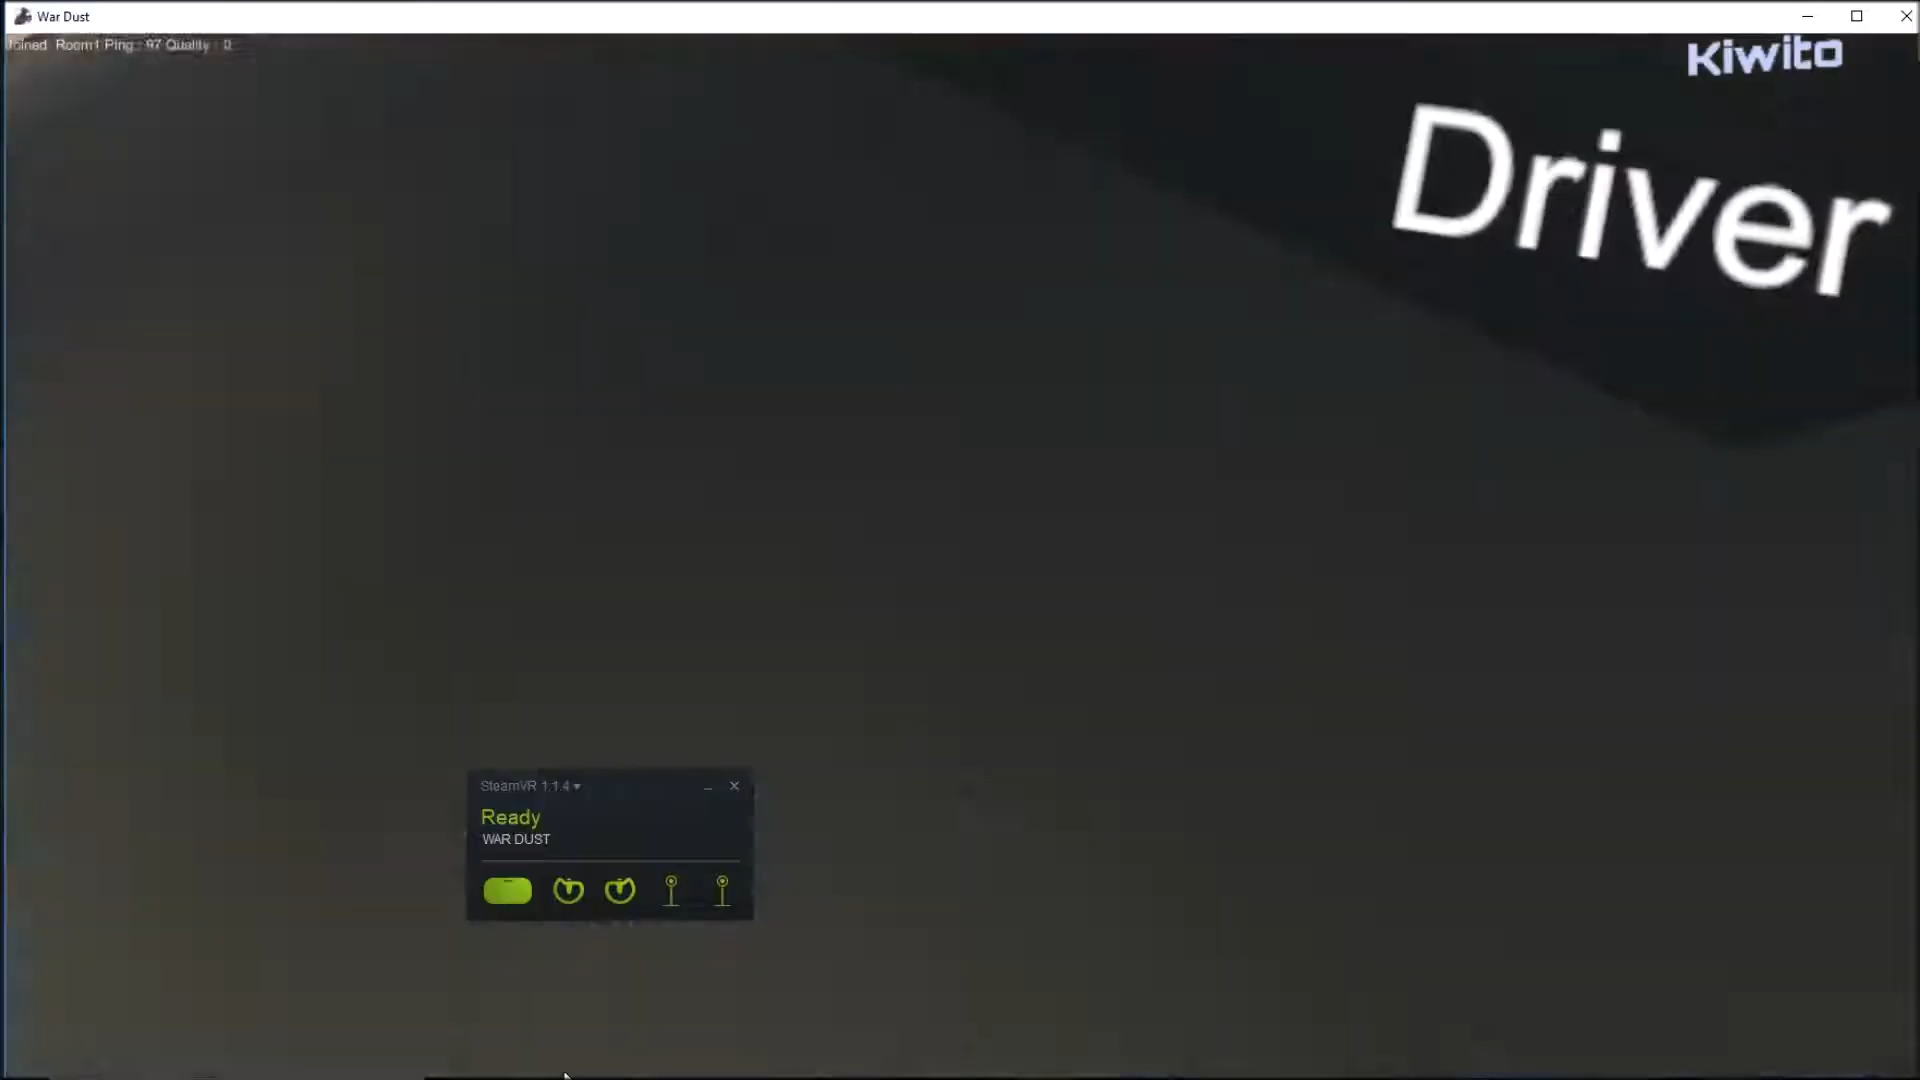 War Dust
Joined Room1 Ping : 97 Quality : 0
Kiwito
Driver
SteamVR 1.1.4
Ready
WAR DUST